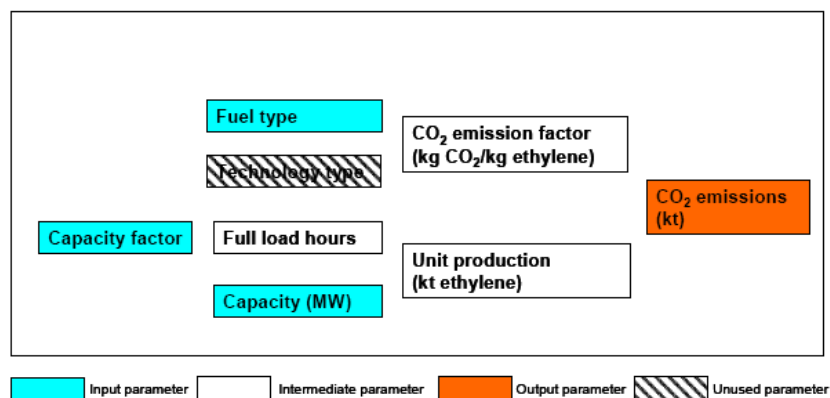 Fuel type
CO₂ emission factor
(kg CO₂/kg ethylene)
Technology type
CO₂ emissions
(kt)
Capacity factor
Full load hours
Unit production
(kt ethylene)
Capacity (MW)
Input parameter
Intermediate parameter
Output parameter
Unused parameter